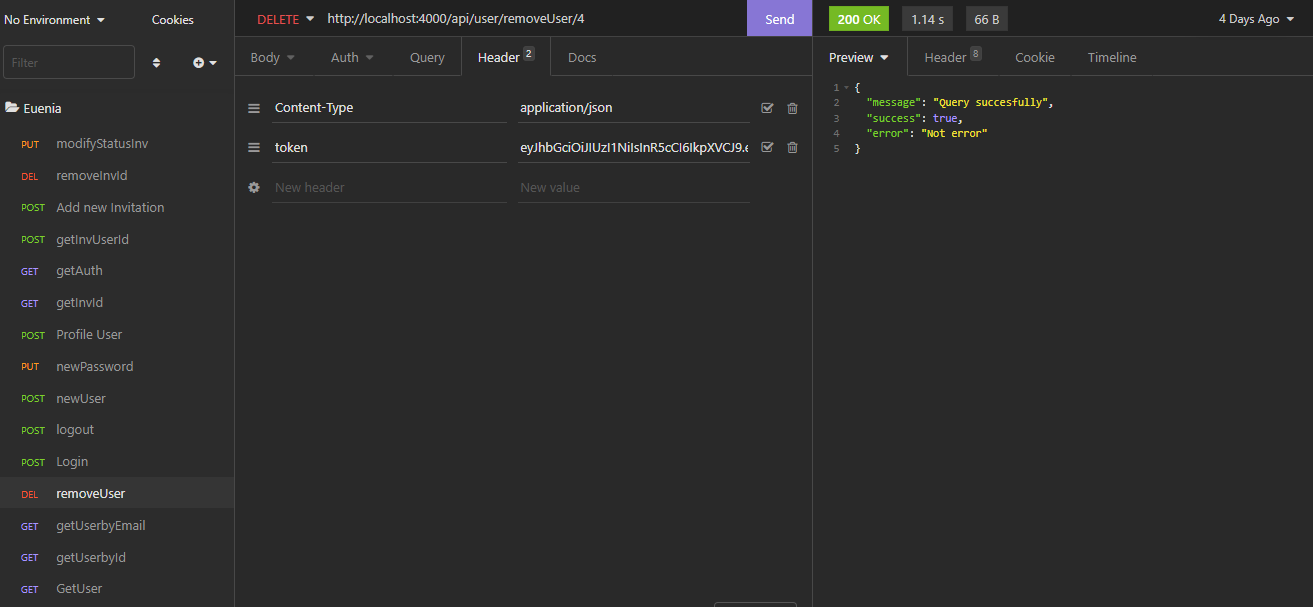 No Environment
Cookies
Filter
Euenia
PUT modifyStatusInv
DEL removeInvId
POST Add new Invitation
POST getInvUserId
GET getAuth
GET getInvId
POST Profile User
PUT newPassword
POST newUser
POST logout
POST Login
DEL removeUser
GET getUserbyEmail
GET getUserbyId
GET GetUser
DELETE http://localhost:4000/api/user/removeUser/4 Send
Body Auth Query Header 2 Docs
Content-Type application/json
token eyJhbGciOiJIUzI1NiIsInR5cCI6IkpXVCJ9.e
New header New value
200 OK 1.14 s 66 B 4 Days Ago
Preview Header 8 Cookie Timeline
1 {
2 "message": "Query succesfully",
3 "success": true,
4 "error": "Not error"
5 }